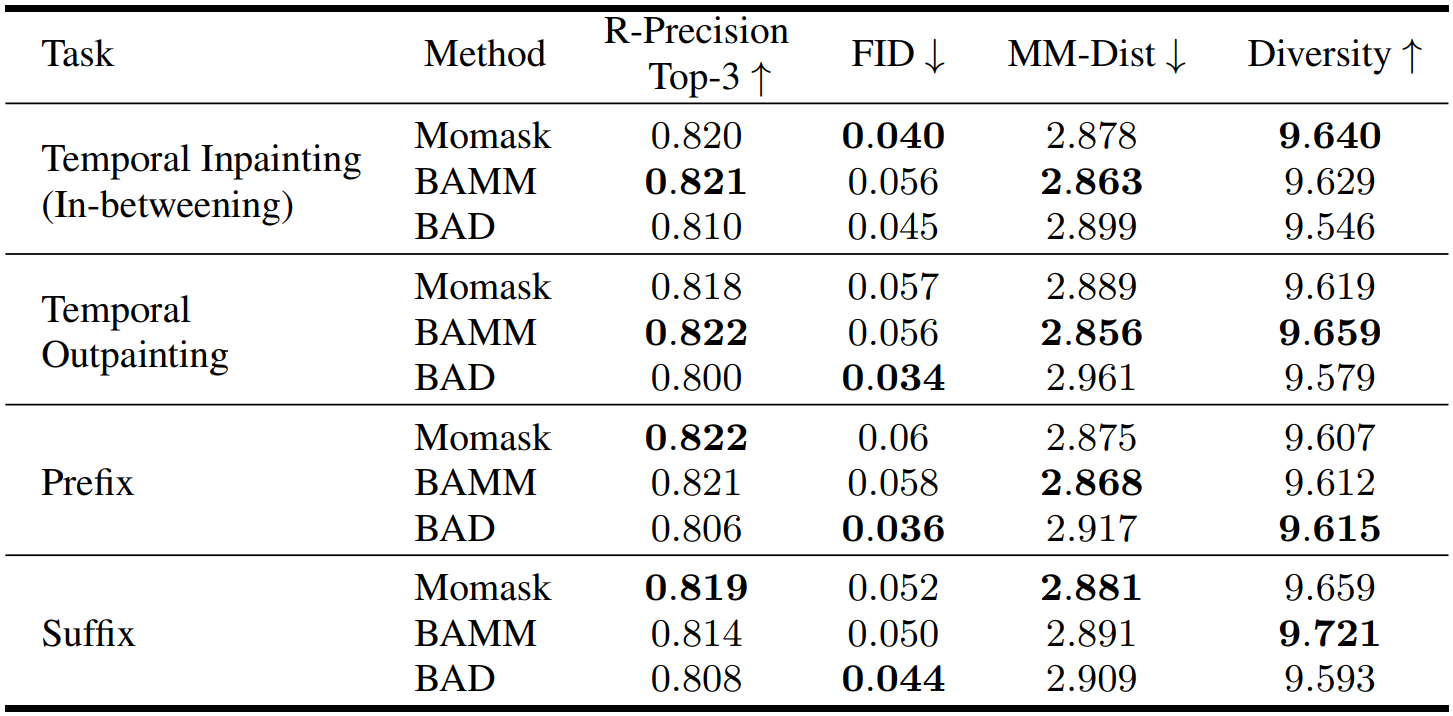 Task Method R-Precision Top-3 ↑ FID ↓ MM-Dist ↓ Diversity ↑
Temporal Inpainting (In-betweening)
Momask 0.820 0.040 2.878 9.640
BAMM 0.821 0.056 2.863 9.629
BAD 0.810 0.045 2.899 9.546
Temporal Outpainting
Momask 0.818 0.057 2.889 9.619
BAMM 0.822 0.056 2.856 9.659
BAD 0.800 0.034 2.961 9.579
Prefix
Momask 0.822 0.06 2.875 9.607
BAMM 0.821 0.058 2.868 9.612
BAD 0.806 0.036 2.917 9.615
Suffix
Momask 0.819 0.052 2.881 9.659
BAMM 0.814 0.050 2.891 9.721
BAD 0.808 0.044 2.909 9.593